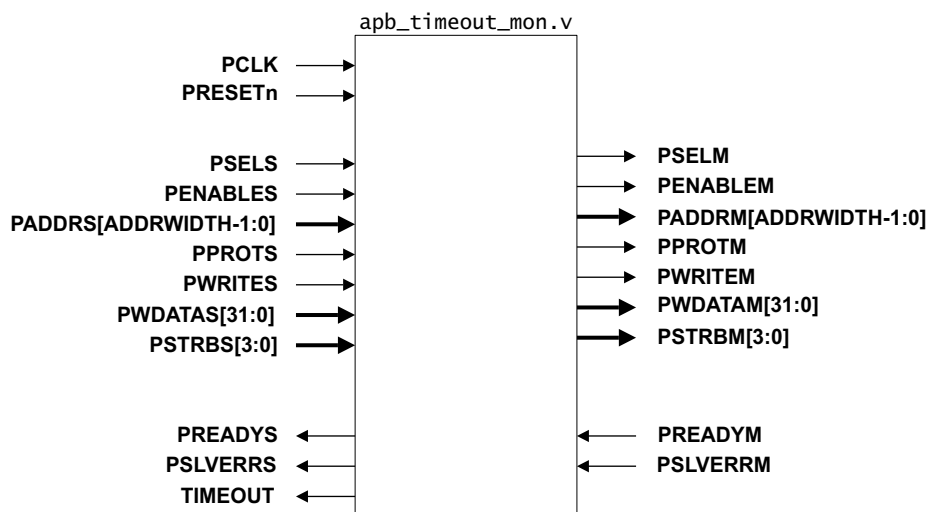 apb_timeout_mon.v
PCLK
PRESETn
PSELS
PENABLES
PADDRS[ADDRWIDTH-1:0]
PPROTS
PWRITES
PWDATAS[31:0]
PSTRBS[3:0]
PREADYS
PSLVERRS
TIMEOUT
PSELM
PENABLEM
PADDRM[ADDRWIDTH-1:0]
PPROTM
PWRITEM
PWDATAM[31:0]
PSTRBM[3:0]
PREADYM
PSLVERRM